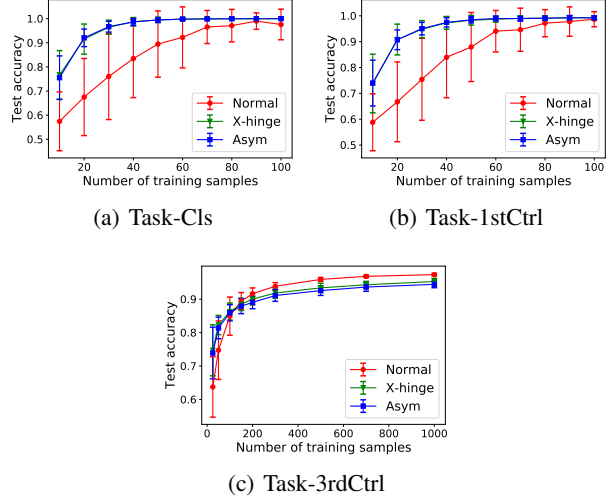 1.0
0.9
0.8
0.7
0.6
0.5
Test accuracy
20 40 60 80 100
Number of training samples
Normal
X-hinge
Asym
(a) Task-Cls
1.0
0.9
0.8
0.7
0.6
0.5
Test accuracy
20 40 60 80 100
Number of training samples
Normal
X-hinge
Asym
(b) Task-1stCtrl
0.9
0.8
0.7
0.6
Test accuracy
0 200 400 600 800 1000
Number of training samples
Normal
X-hinge
Asym
(c) Task-3rdCtrl